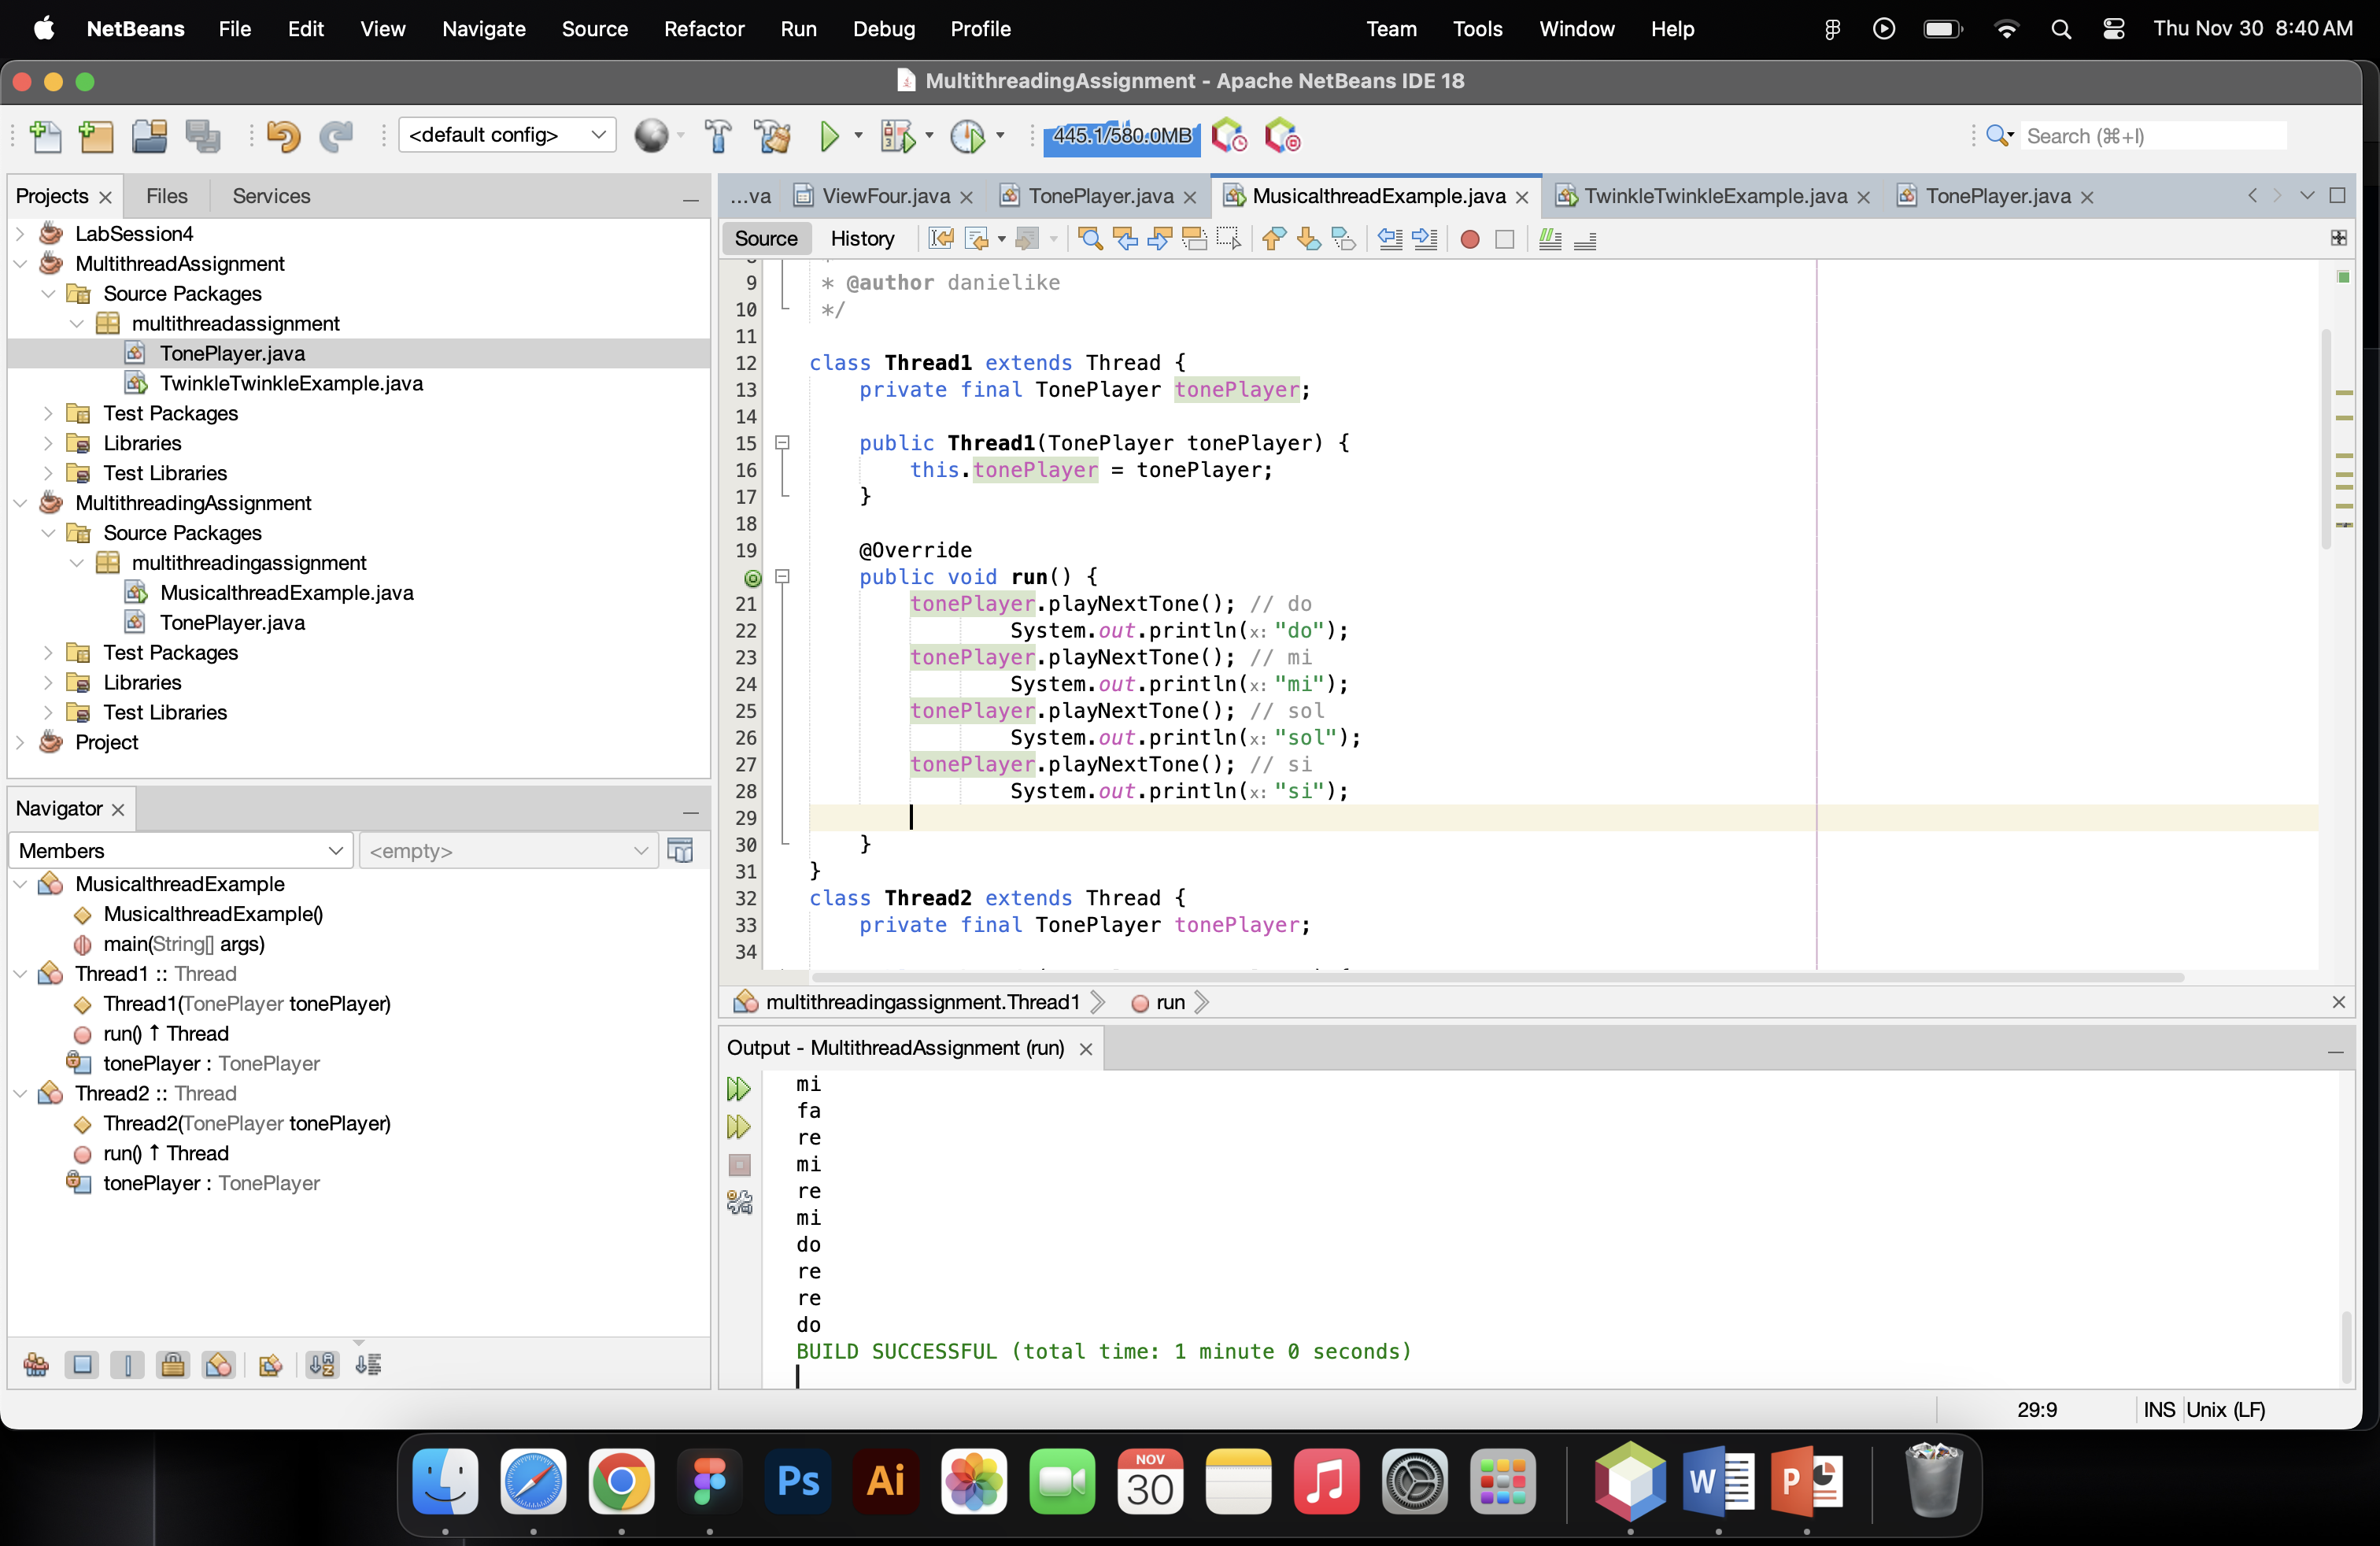 NetBeans File Edit View Navigate Source Refactor Run Debug Profile Team Tools Window Help Thu Nov 30 8:40 AM
MultithreadingAssignment - Apache NetBeans IDE 18
<default config> 445.1/580.0MB Search (⌘+I)
Projects Files Services
LabSession4
MultithreadAssignment
Source Packages
multithreadassignment
TonePlayer.java
TwinkleTwinkleExample.java
Test Packages
Libraries
Test Libraries
MultithreadingAssignment
Source Packages
multithreadingassignment
MusicalthreadExample.java
TonePlayer.java
Test Packages
Libraries
Test Libraries
Project
Navigator
Members <empty>
MusicalthreadExample
MusicalthreadExample()
main(String[] args)
Thread1 :: Thread
Thread1(TonePlayer tonePlayer)
run() ↑ Thread
tonePlayer : TonePlayer
Thread2 :: Thread
Thread2(TonePlayer tonePlayer)
run() ↑ Thread
tonePlayer : TonePlayer
...va ViewFour.java TonePlayer.java MusicalthreadExample.java TwinkleTwinkleExample.java TonePlayer.java
Source History
9 * @author danielike
10 */
11
12 class Thread1 extends Thread {
13 private final TonePlayer tonePlayer;
14
15 public Thread1(TonePlayer tonePlayer) {
16 this.tonePlayer = tonePlayer;
17 }
18
19 @Override
public void run() {
21 tonePlayer.playNextTone(); // do
22 System.out.println(x: "do");
23 tonePlayer.playNextTone(); // mi
24 System.out.println(x: "mi");
25 tonePlayer.playNextTone(); // sol
26 System.out.println(x: "sol");
27 tonePlayer.playNextTone(); // si
28 System.out.println(x: "si");
29
30 }
31 }
32 class Thread2 extends Thread {
33 private final TonePlayer tonePlayer;
34
multithreadingassignment.Thread1 run
Output - MultithreadAssignment (run)
mi
fa
re
mi
re
mi
do
re
re
do
BUILD SUCCESSFUL (total time: 1 minute 0 seconds)
29:9 INS Unix (LF)
Ps Ai NOV 30 W P